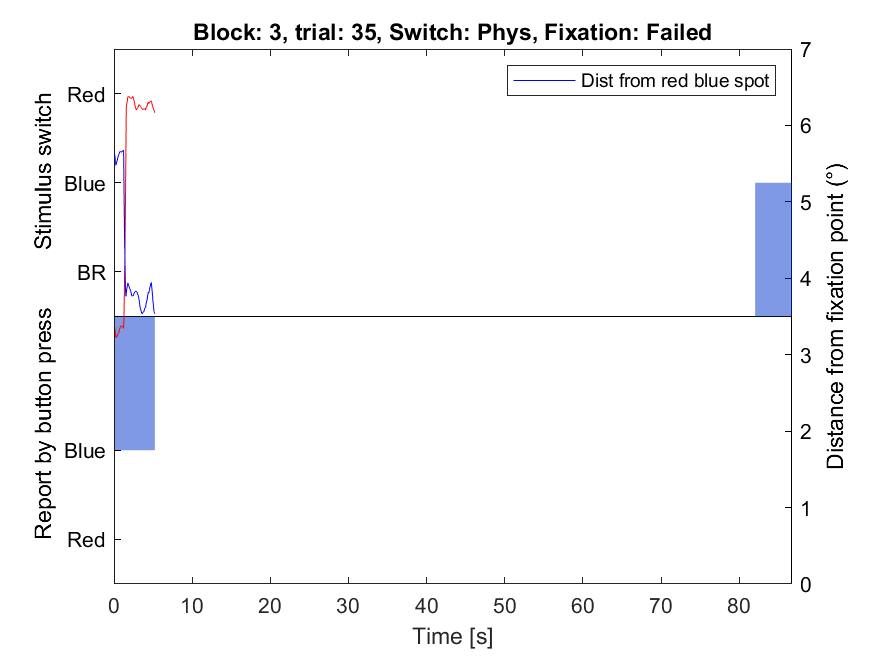 Block: 3, trial: 35, Switch: Phys, Fixation: Failed
Dist from red blue spot
Stimulus switch
Report by button press
Red
Blue
BR
Blue
Red
7
6
5
4
3
2
1
0
Distance from fixation point (°)
0 10 20 30 40 50 60 70 80
Time [s]